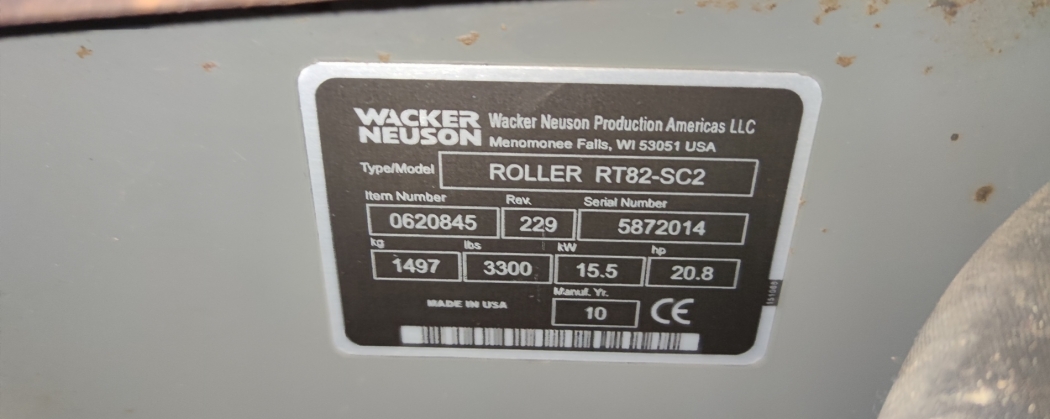 WACKER
NEUSON
Wacker Neuson Production Americas LLC
Menomonee Falls, WI 53051 USA
Type/Model ROLLER RT82-SC2
Item Number Rev. Serial Number
0620845 229 5872014
kg lbs kW hp
1497 3300 15.5 20.8
Manuf. Yr.
MADE IN USA 10 CE